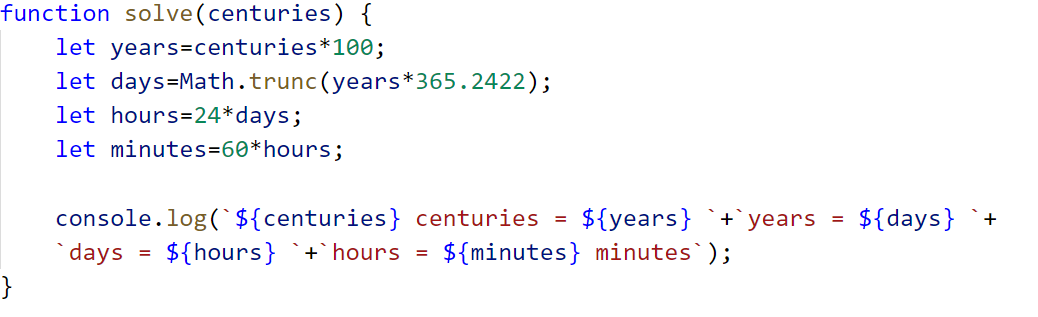 function solve(centuries) {
    let years=centuries*100;
    let days=Math.trunc(years*365.2422);
    let hours=24*days;
    let minutes=60*hours;

    console.log(`${centuries} centuries = ${years} `+`years = ${days} `+
    `days = ${hours} `+`hours = ${minutes} minutes`);
}